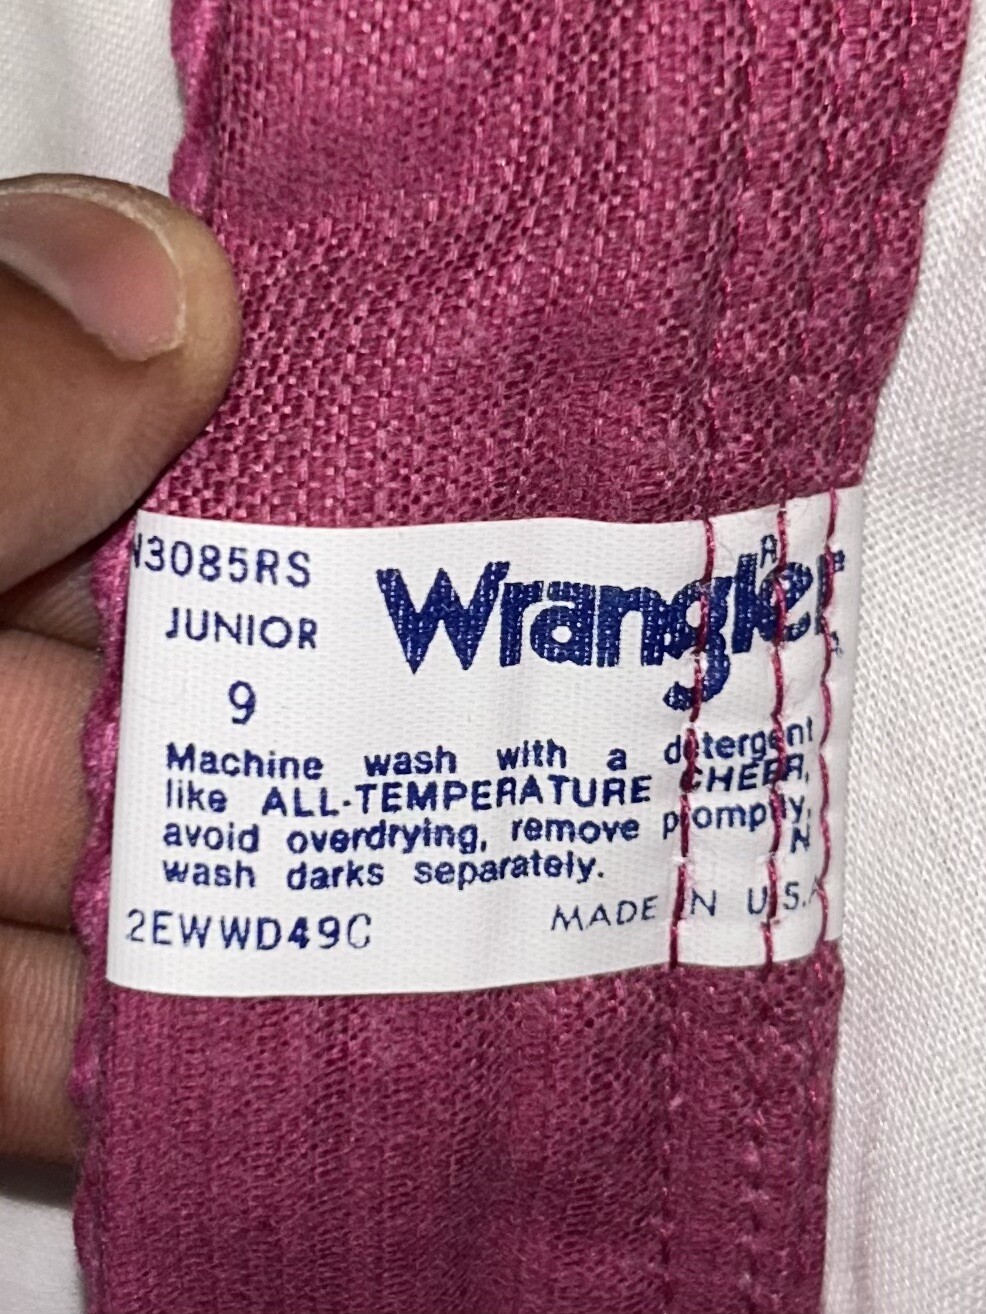 3085RS
Wrangler
JUNIOR
9
Machine wash with a detergent
like ALL-TEMPERATURE CHEER,
avoid overdrying, remove promptly,
wash darks separately.
N
2EWWD49C
MADE IN U.S.A
R